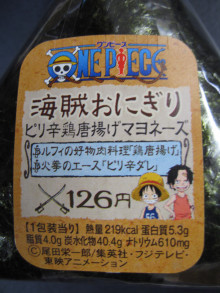 ワンピース
ONE PIECE
海賊おにぎり
ピリ辛鶏唐揚げマヨネーズ
ルフィの好物肉料理「鶏唐揚げ」
火拳のエース「ピリ辛ダレ」
126円
【1包装当り】熱量219kcal蛋白質5.3g
脂質4.0g炭水化物40.4gナトリウム610mg
©尾田栄一郎/集英社・フジテレビ・
東映アニメーション